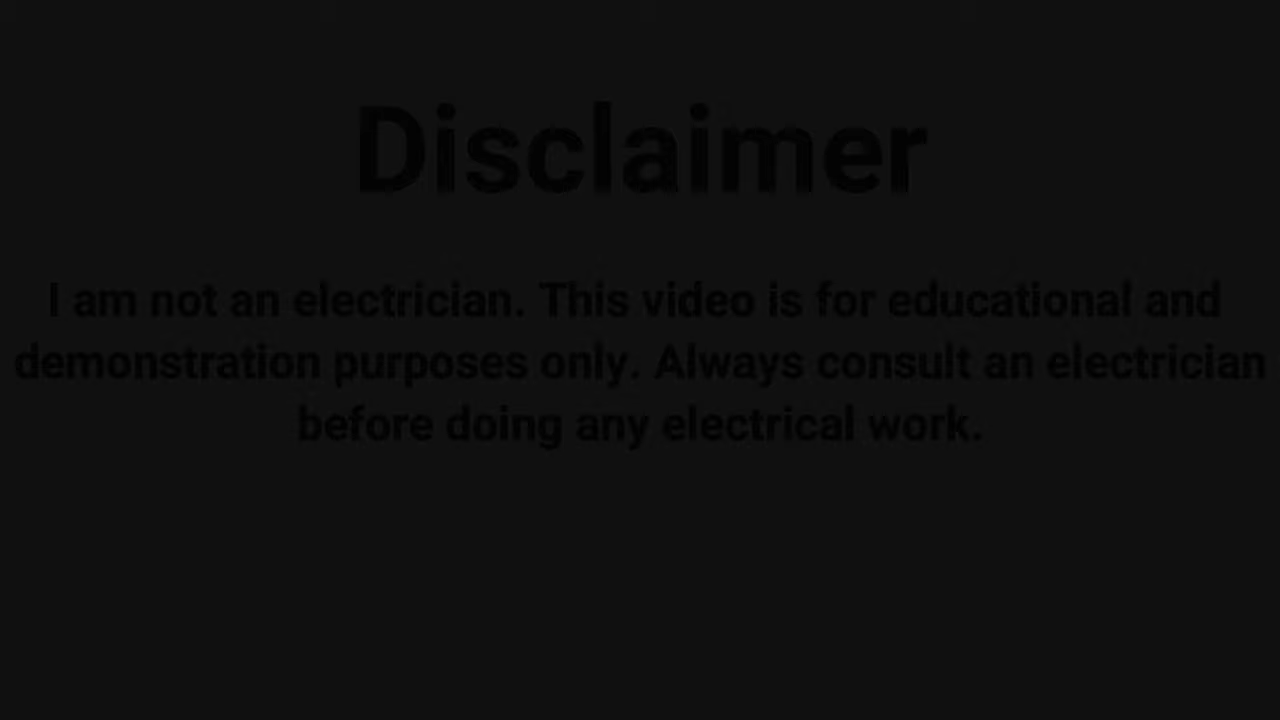 Disclaimer
I am not an electrician. This video is for educational and
demonstration purposes only. Always consult an electrician
before doing any electrical work.